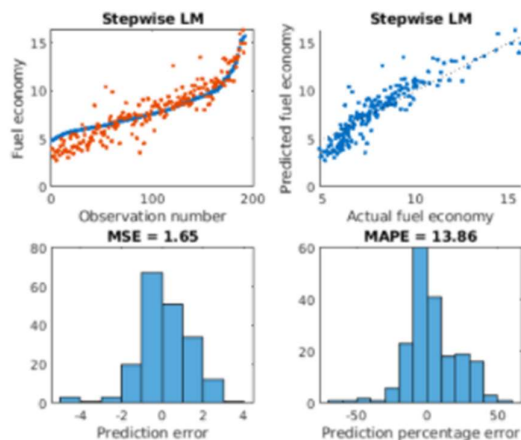 Stepwise LM
15
10
5
0
Fuel economy
0 100 200
Observation number
Stepwise LM
15
10
5
0
Predicted fuel economy
5 10 15
Actual fuel economy
MSE = 1.65
80
60
40
20
0
-4 -2 0 2 4
Prediction error
MAPE = 13.86
60
40
20
0
-50 0 50
Prediction percentage error